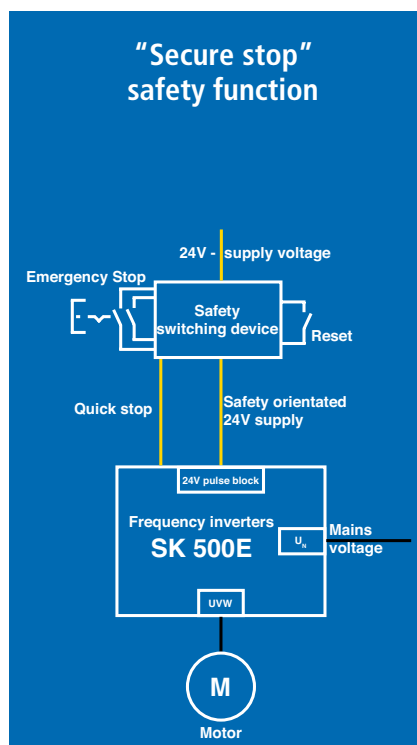 “Secure stop”
safety function
24V - supply voltage
Emergency Stop
Safety
switching device
Reset
Quick stop
Safety orientated
24V supply
24V pulse block
Frequency inverters
SK 500E
Mains
voltage
UN
UVW
M
Motor